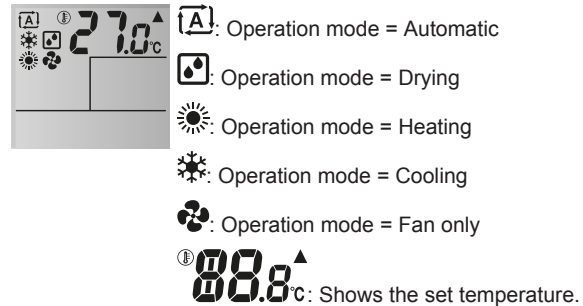 A 27.0°C
A : Operation mode = Automatic
: Operation mode = Drying
: Operation mode = Heating
: Operation mode = Cooling
: Operation mode = Fan only
88.8°C: Shows the set temperature.